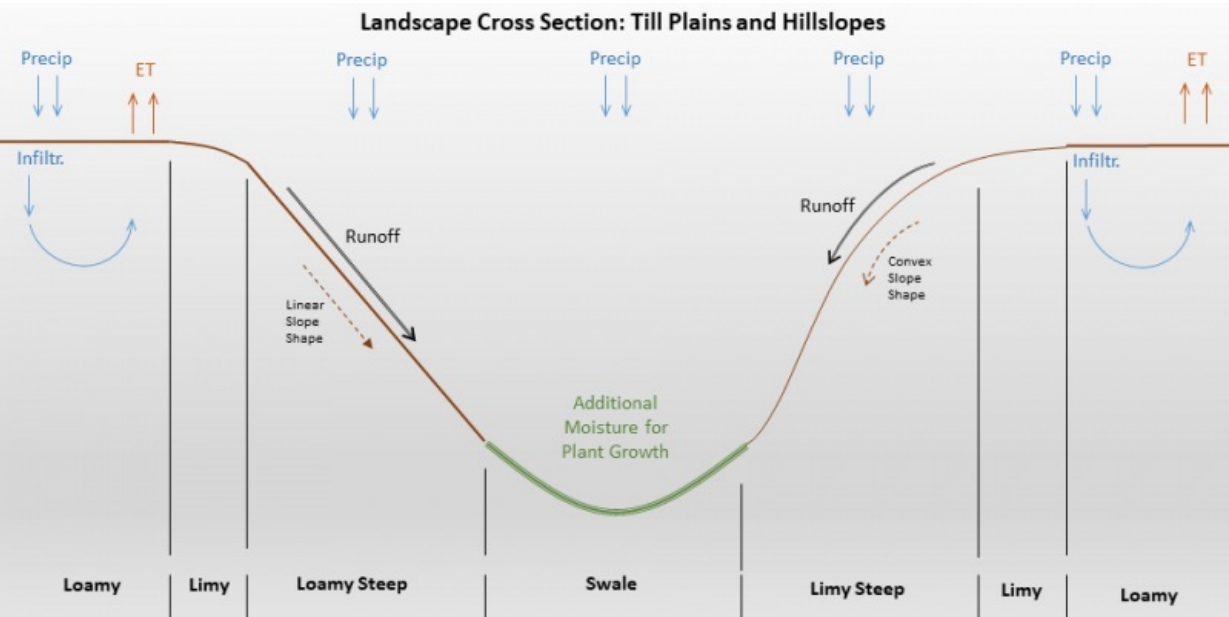 Landscape Cross Section: Till Plains and Hillslopes
Precip
ET
Precip
Precip
Precip
Precip
ET
Infiltr.
Infiltr.
Runoff
Runoff
Linear
Slope
Shape
Convex
Slope
Shape
Additional
Moisture for
Plant Growth
Loamy
Limy
Loamy Steep
Swale
Limy Steep
Limy
Loamy